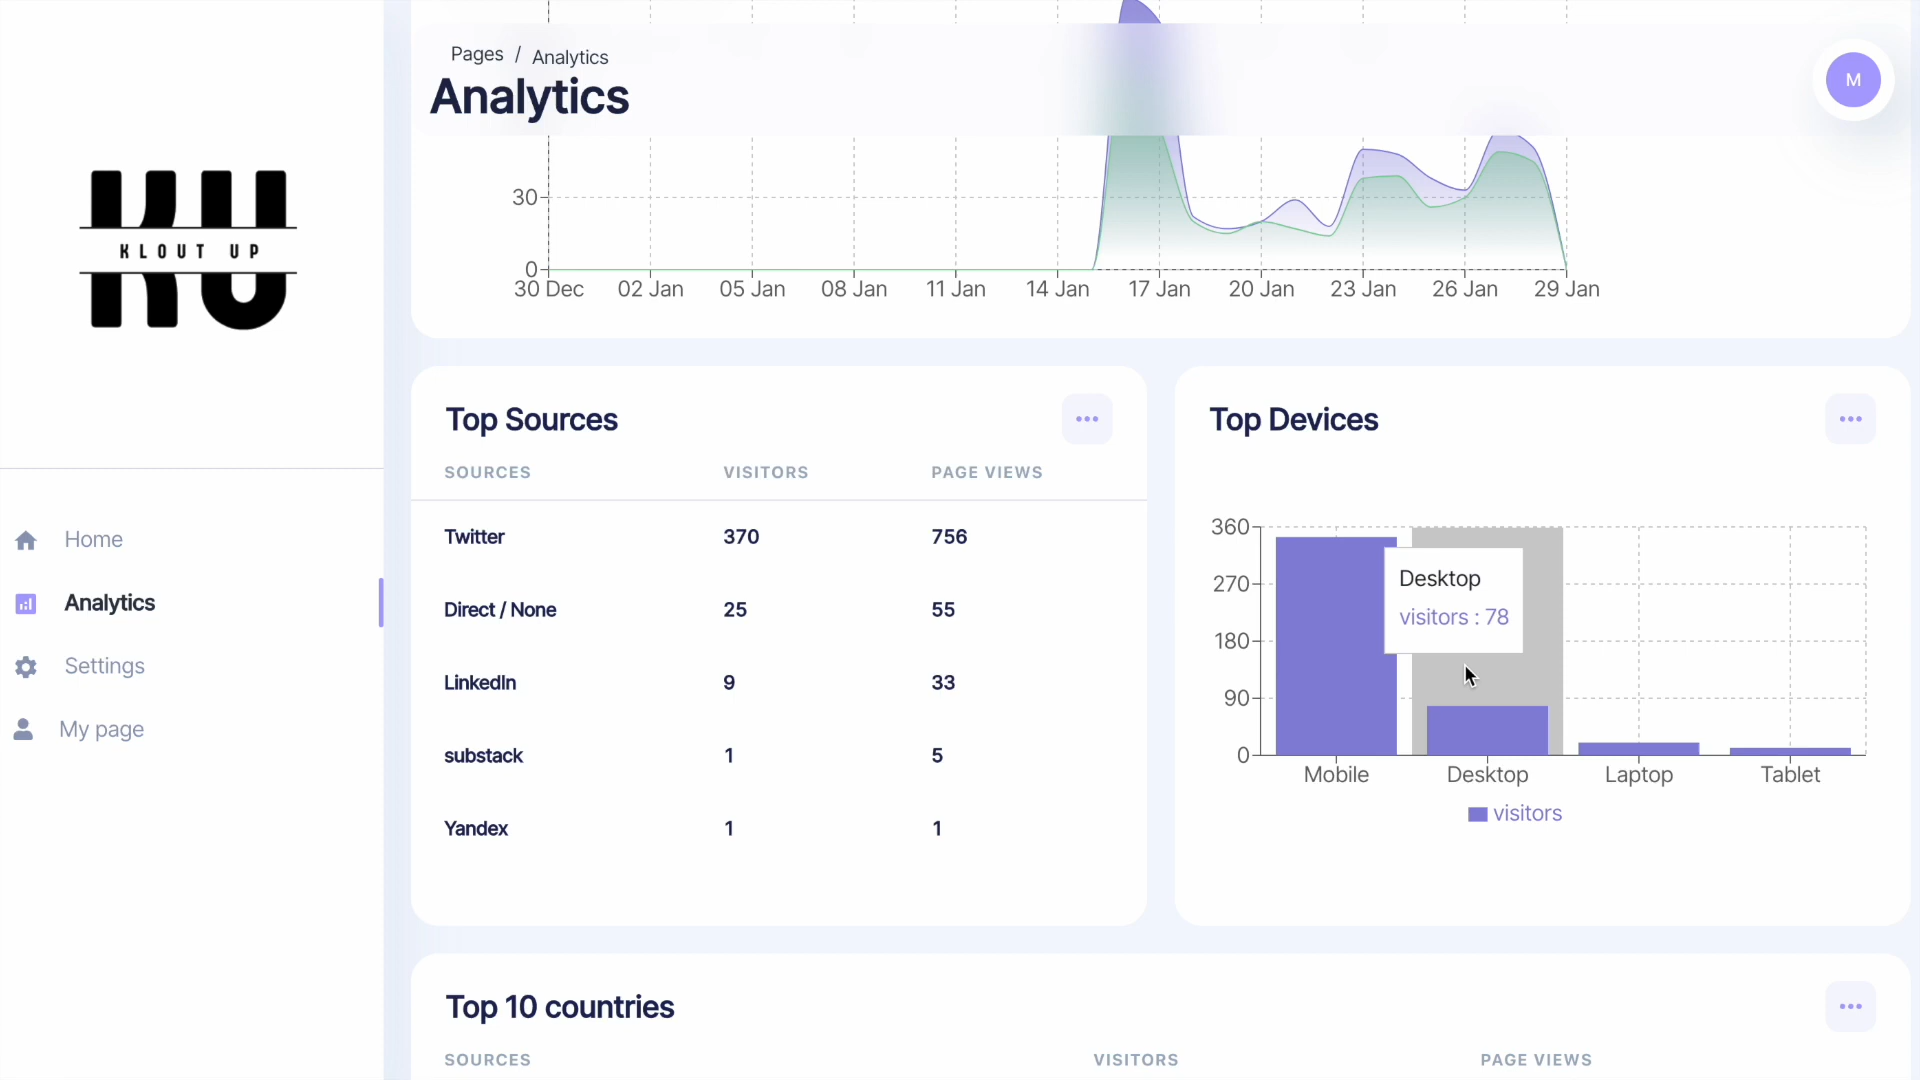 Pages / Analytics
Analytics
M
KU
KLOUT UP
Home
Analytics
Settings
My page
30
0
30 Dec 02 Jan 05 Jan 08 Jan 11 Jan 14 Jan 17 Jan 20 Jan 23 Jan 26 Jan 29 Jan
Top Sources
SOURCES VISITORS PAGE VIEWS
Twitter 370 756
Direct / None 25 55
LinkedIn 9 33
substack 1 5
Yandex 1 1
Top Devices
360
270
180
90
0
Desktop
visitors : 78
Mobile Desktop Laptop Tablet
visitors
Top 10 countries
SOURCES VISITORS PAGE VIEWS